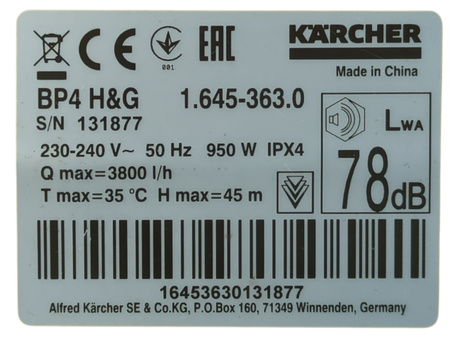 CE EAC KÄRCHER
001
Made in China
BP4 H&G 1.645-363.0
S/N 131877
LWA
230-240 V~ 50 Hz 950 W IPX4
Q max=3800 l/h
78dB
T max=35 °C H max=45 m
16453630131877
Alfred Kärcher SE & Co.KG, P.O.Box 160, 71349 Winnenden, Germany